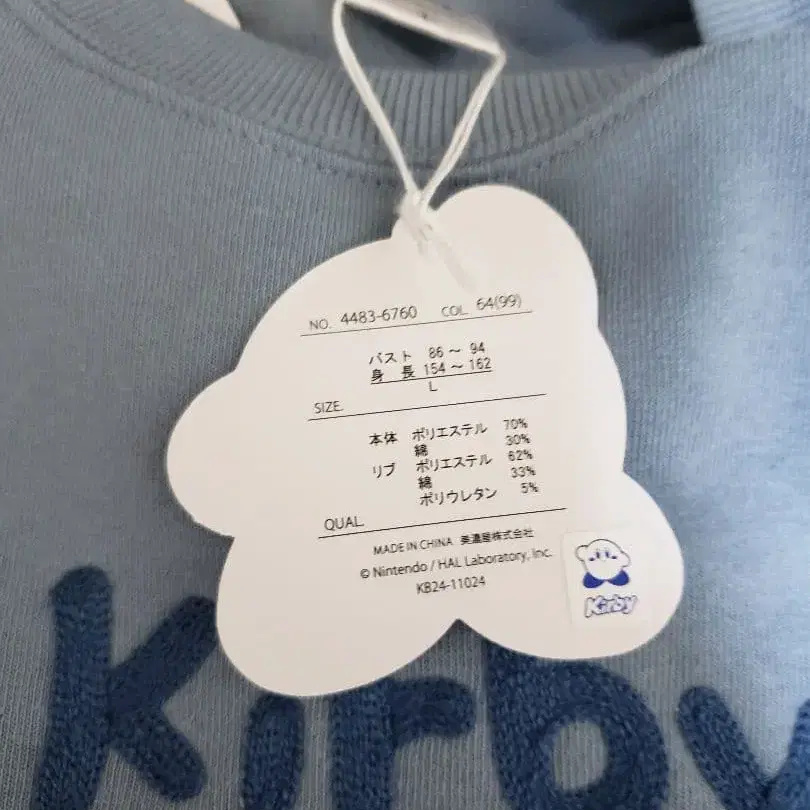 NO. 4483-6760 COL. 64(99)
バスト 86 ～ 94
身 長 154 ～ 162
L
SIZE.
本体 ポリエステル 70%
綿 30%
リブ ポリエステル 62%
綿 33%
ポリウレタン 5%
QUAL.
MADE IN CHINA 美濃屋株式会社
© Nintendo / HAL Laboratory, Inc.
KB24-11024
Kirby
Kirby